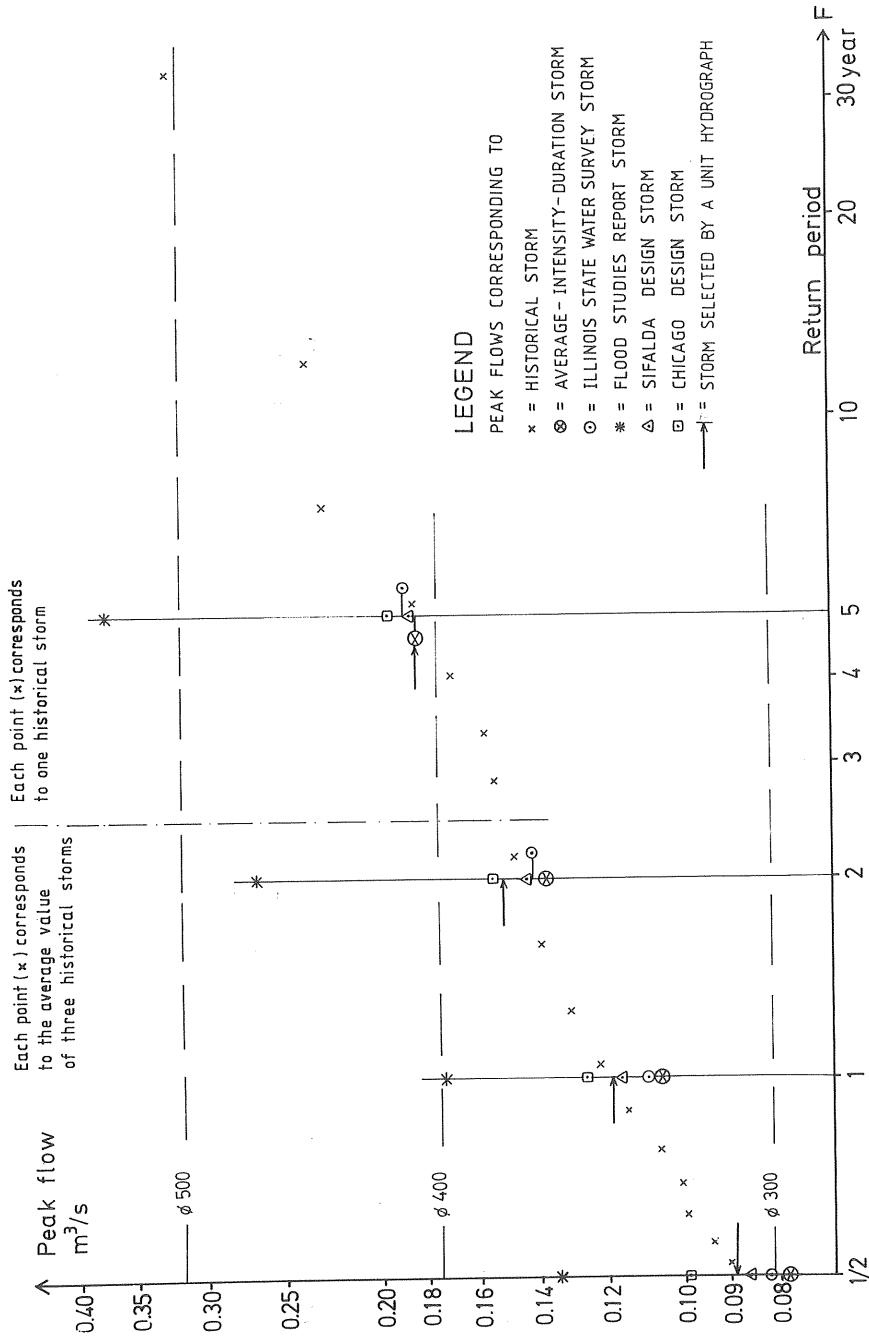 Each point (×) corresponds
to the average value
of three historical storms
Each point (×) corresponds
to one historical storm
Peak flow
m³/s
0.40
0.35
0.30
0.25
0.20
0.18
0.16
0.14
0.12
0.10
0.09
0.08
ø 500
ø 400
ø 300
1/2
1
2
3
4
5
10
20
30 year
F
Return period
LEGEND
PEAK FLOWS CORRESPONDING TO
× = HISTORICAL STORM
⊗ = AVERAGE-INTENSITY-DURATION STORM
⊙ = ILLINOIS STATE WATER SURVEY STORM
* = FLOOD STUDIES REPORT STORM
◬ = SIFALDA DESIGN STORM
⊡ = CHICAGO DESIGN STORM
→ = STORM SELECTED BY A UNIT HYDROGRAPH